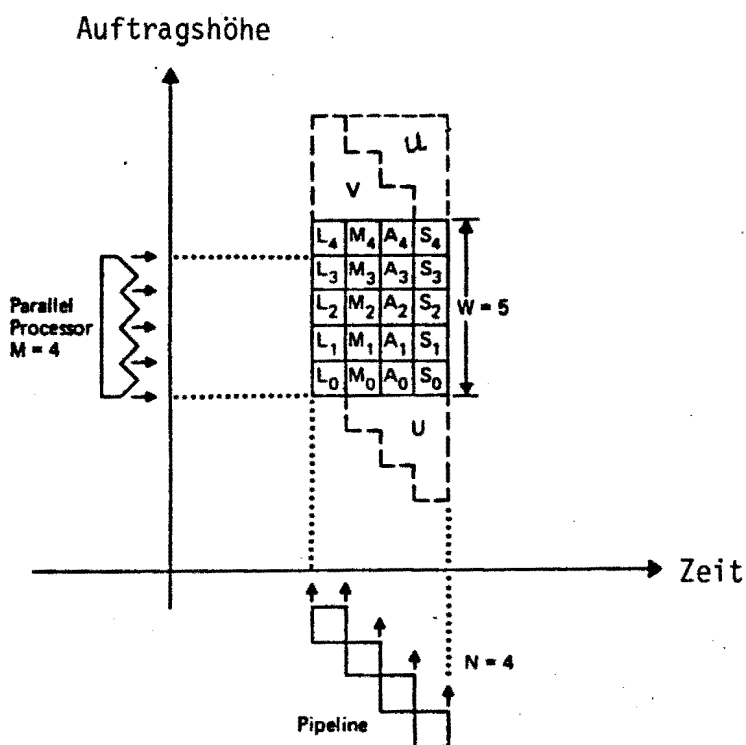 Auftragshöhe
U
V
L4 M4 A4 S4
L3 M3 A3 S3
L2 M2 A2 S2
L1 M1 A1 S1
L0 M0 A0 S0
W = 5
Parallel
Processor
M = 4
U
Zeit
N = 4
Pipeline